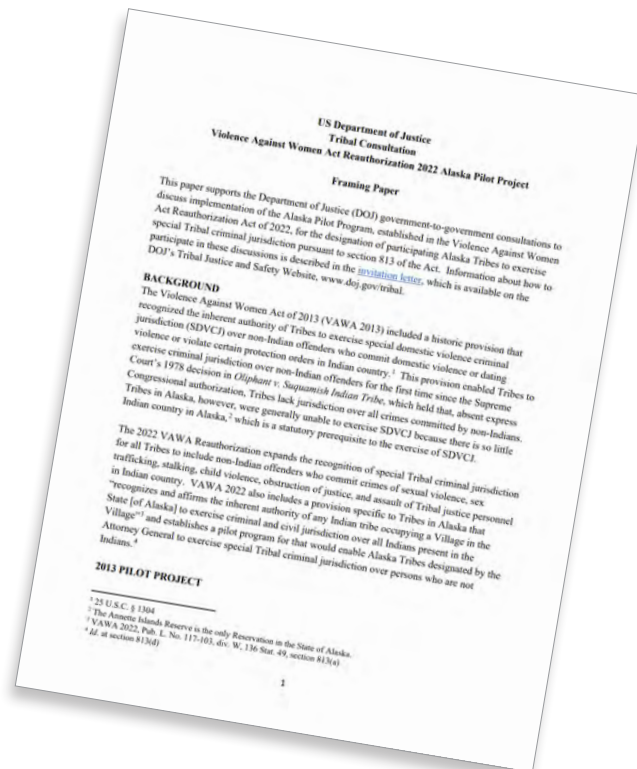 US Department of Justice
Tribal Consultation
Violence Against Women Act Reauthorization 2022 Alaska Pilot Project
Framing Paper
This paper supports the Department of Justice (DOJ) government-to-government consultations to
discuss implementation of the Alaska Pilot Program, established in the Violence Against Women
Act Reauthorization Act of 2022, for the designation of participating Alaska Tribes to exercise
special Tribal criminal jurisdiction pursuant to section 813 of the Act. Information about how to
participate in these discussions is described in the invitation letter, which is available on the
DOJ's Tribal Justice and Safety Website, www.doj.gov/tribal.
BACKGROUND
The Violence Against Women Act of 2013 (VAWA 2013) included a historic provision that
recognized the inherent authority of Tribes to exercise special domestic violence criminal
jurisdiction (SDVCJ) over non-Indian offenders who commit domestic violence or dating
violence or violate certain protection orders in Indian country.1 This provision enabled Tribes to
exercise criminal jurisdiction over non-Indian offenders for the first time since the Supreme
Court's 1978 decision in Oliphant v. Suquamish Indian Tribe, which held that, absent express
Congressional authorization, Tribes lack jurisdiction over all crimes committed by non-Indians.
Tribes in Alaska, however, were generally unable to exercise SDVCJ because there is so little
Indian country in Alaska,2 which is a statutory prerequisite to the exercise of SDVCJ.
The 2022 VAWA Reauthorization expands the recognition of special Tribal criminal jurisdiction
for all Tribes to include non-Indian offenders who commit crimes of sexual violence, sex
trafficking, stalking, child violence, obstruction of justice, and assault of Tribal justice personnel
in Indian country. VAWA 2022 also includes a provision specific to Tribes in Alaska that
"recognizes and affirms the inherent authority of any Indian tribe occupying a Village in the
State [of Alaska] to exercise criminal and civil jurisdiction over all Indians present in the
Village"3 and establishes a pilot program for that would enable Alaska Tribes designated by the
Attorney General to exercise special Tribal criminal jurisdiction over persons who are not
Indians.4
2013 PILOT PROJECT
1 25 U.S.C. § 1304
2 The Annette Islands Reserve is the only Reservation in the State of Alaska.
3 VAWA 2022, Pub. L. No. 117-103, div. W, 136 Stat. 49, section 813(a)
4 Id. at section 813(d)
1